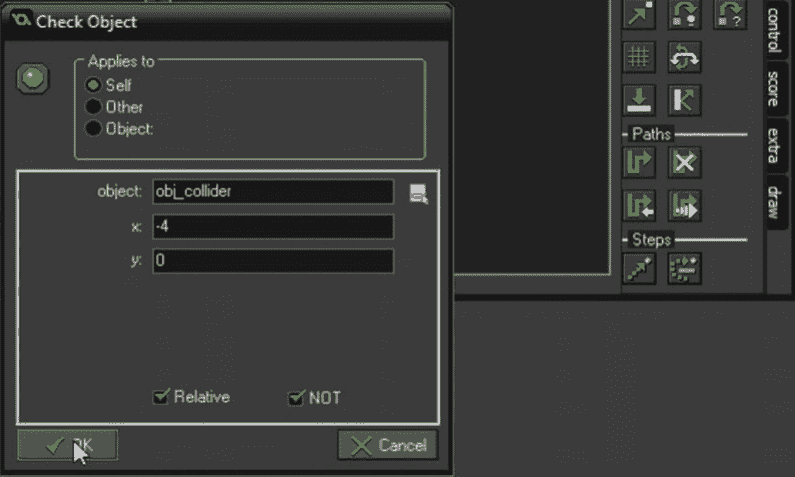 Check Object
Applies to
Self
Other
Object:
object: obj_collider
x: -4
y: 0
Relative NOT
OK Cancel
Paths
Steps
control
score
extra
draw